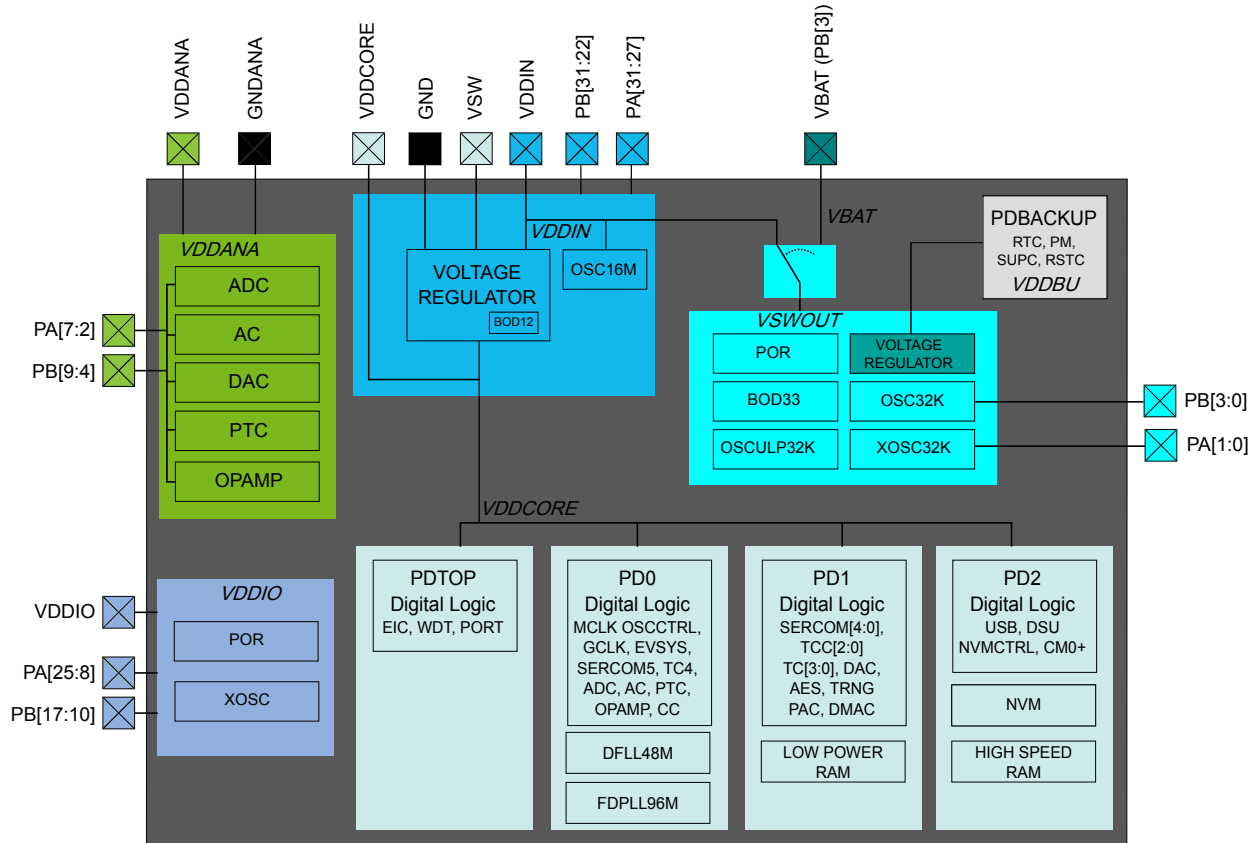 VDDANA
GNDANA
VDDCORE
GND
VSW
VDDIN
PB[31:22]
PA[31:27]
VBAT (PB[3])
VDDANA
ADC
AC
DAC
PTC
OPAMP
PA[7:2]
PB[9:4]
VDDIN
VOLTAGE
REGULATOR
BOD12
OSC16M
VBAT
PDBACKUP
RTC, PM,
SUPC, RSTC
VDDBU
VSWOUT
POR
VOLTAGE
REGULATOR
BOD33
OSC32K
OSCULP32K
XOSC32K
PB[3:0]
PA[1:0]
VDDCORE
VDDIO
POR
XOSC
VDDIO
PA[25:8]
PB[17:10]
PDTOP
Digital Logic
EIC, WDT, PORT
PD0
Digital Logic
MCLK OSCCTRL,
GCLK, EVSYS,
SERCOM5, TC4,
ADC, AC, PTC,
OPAMP, CC
DFLL48M
FDPLL96M
PD1
Digital Logic
SERCOM[4:0],
TCC[2:0]
TC[3:0], DAC,
AES, TRNG
PAC, DMAC
LOW POWER
RAM
PD2
Digital Logic
USB, DSU
NVMCTRL, CM0+
NVM
HIGH SPEED
RAM